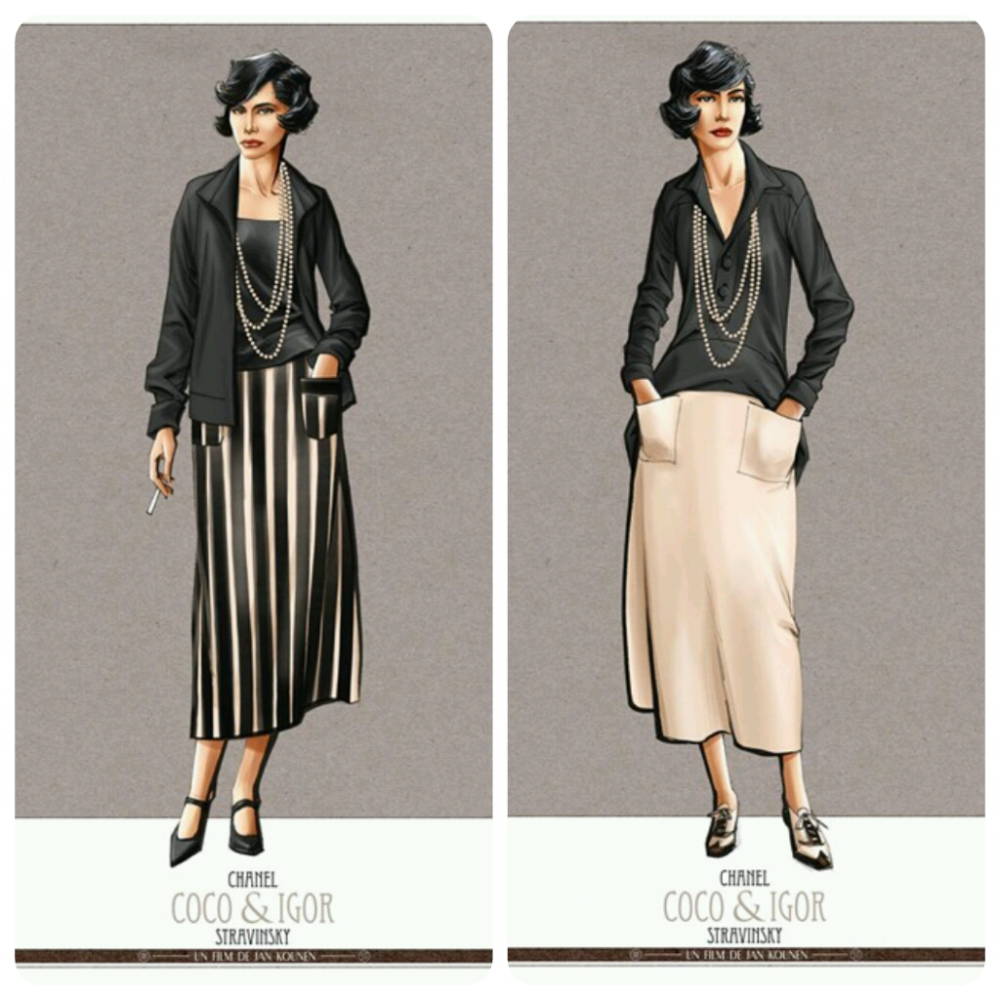 CHANEL
COCO & IGOR
STRAVINSKY
UN FILM DE JAN KOUNEN
CHANEL
COCO & IGOR
STRAVINSKY
UN FILM DE JAN KOUNEN